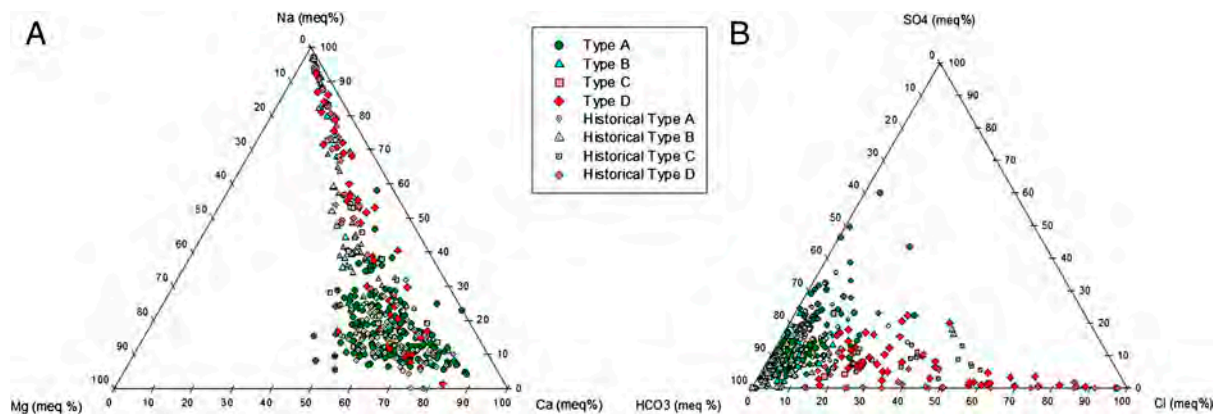 A
Na (meq%)
0 100
10 90
20 80
30 70
40 60
50 50
60 40
70 30
80 20
90 10
100 0
0 10 20 30 40 50 60 70 80 90 100
Mg (meq %)
Ca (meq%)
Type A
Type B
Type C
Type D
Historical Type A
Historical Type B
Historical Type C
Historical Type D
B
SO4 (meq%)
0 100
10 90
20 80
30 70
40 60
50 50
60 40
30
80 20
90 10
100 0
0 10 20 30 40 50 60 70 80 90 100
HCO3 (meq %)
Cl (meq%)